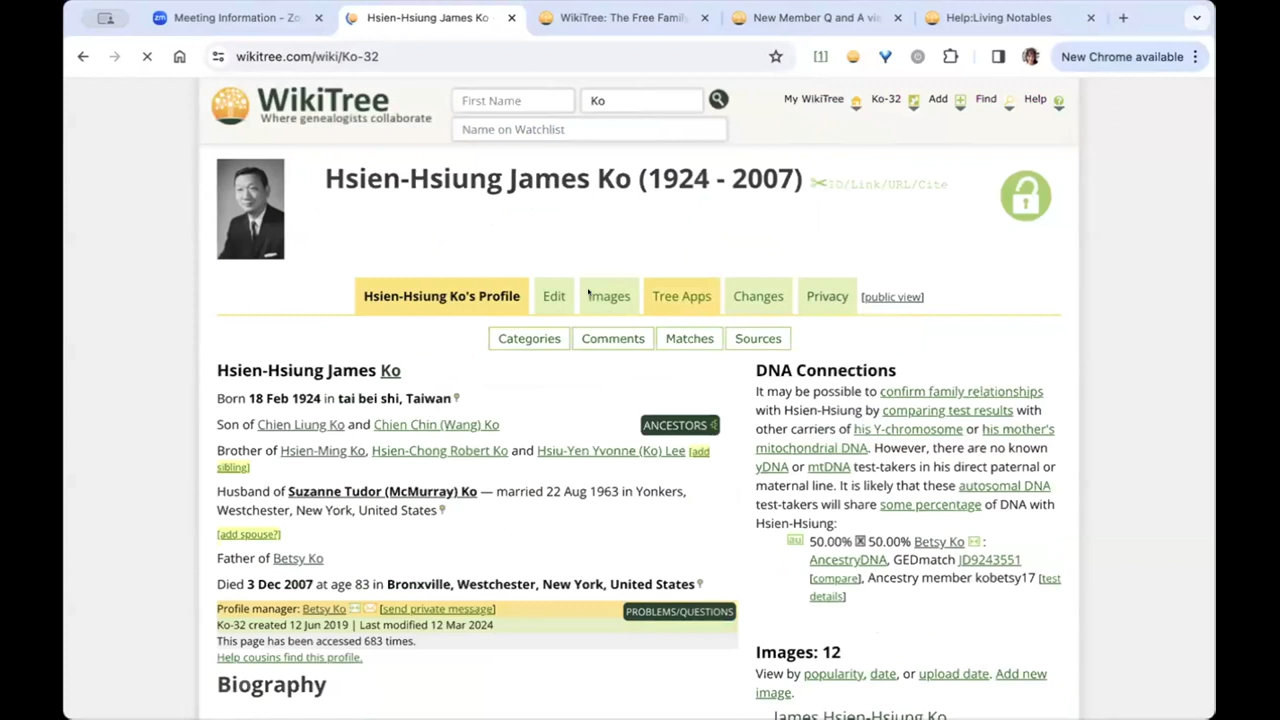 Meeting Information - Zo
Hsien-Hsiung James Ko
WikiTree: The Free Famil
New Member Q and A vi
Help:Living Notables
wikitree.com/wiki/Ko-32
New Chrome available
WikiTree
Where genealogists collaborate
First Name
Ko
Name on Watchlist
My WikiTree
Ko-32
Add
Find
Help
Hsien-Hsiung James Ko (1924 - 2007)
ID/Link/URL/Cite
Hsien-Hsiung Ko's Profile
Edit
Images
Tree Apps
Changes
Privacy
[public view]
Categories
Comments
Matches
Sources
Hsien-Hsiung James Ko
Born 18 Feb 1924 in tai bei shi, Taiwan
Son of Chien Liung Ko and Chien Chin (Wang) Ko
ANCESTORS
Brother of Hsien-Ming Ko, Hsien-Chong Robert Ko and Hsiu-Yen Yvonne (Ko) Lee [add
sibling]
Husband of Suzanne Tudor (McMurray) Ko — married 22 Aug 1963 in Yonkers,
Westchester, New York, United States
[add spouse?]
Father of Betsy Ko
Died 3 Dec 2007 at age 83 in Bronxville, Westchester, New York, United States
Profile manager: Betsy Ko [send private message]
PROBLEMS/QUESTIONS
Ko-32 created 12 Jun 2019 | Last modified 12 Mar 2024
This page has been accessed 683 times.
Help cousins find this profile.
Biography
DNA Connections
It may be possible to confirm family relationships
with Hsien-Hsiung by comparing test results with
other carriers of his Y-chromosome or his mother's
mitochondrial DNA. However, there are no known
yDNA or mtDNA test-takers in his direct paternal or
maternal line. It is likely that these autosomal DNA
test-takers will share some percentage of DNA with
Hsien-Hsiung:
au 50.00% X 50.00% Betsy Ko :
AncestryDNA, GEDmatch JD9243551
[compare], Ancestry member kobetsy17 [test
details]
Images: 12
View by popularity, date, or upload date. Add new
image.
James Hsien-Hsiung Ko